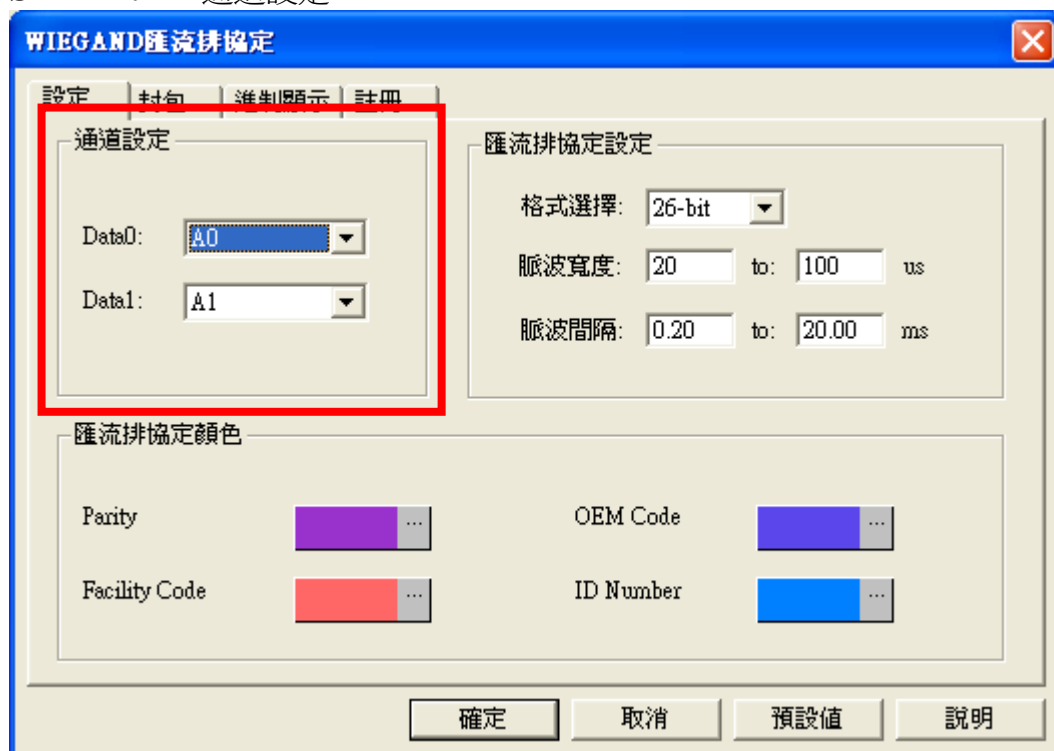 通道設定
WIEGAND匯流排協定
設定 封包 進制顯示 註冊
通道設定
Data0: A0
Data1: A1
匯流排協定設定
格式選擇: 26-bit
脈波寬度: 20 to: 100 us
脈波間隔: 0.20 to: 20.00 ms
匯流排協定顏色
Parity ... OEM Code ...
Facility Code ... ID Number ...
確定 取消 預設值 說明